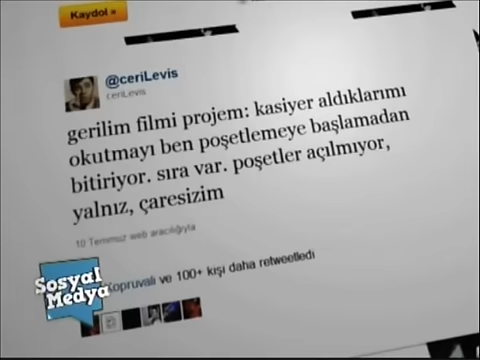 Kaydol »
@ceriLevis
ceriLevis
gerilim filmi projem: kasiyer aldıklarımı
okutmayı ben poşetlemeye başlamadan
bitiriyor. sıra var. poşetler açılmıyor,
yalnız, çaresizim
10 Temmuz web aracılığıyla
Kopruvali ve 100+ kişi daha retweetledi
Sosyal
Medya